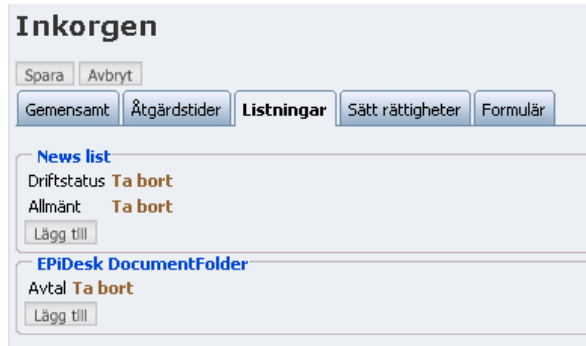 Inkorgen
Spara Avbryt
Gemensamt Åtgärdstider Listningar Sätt rättigheter Formulär
News list
Driftstatus Ta bort
Allmänt Ta bort
Lägg till
EPiDesk DocumentFolder
Avtal Ta bort
Lägg till